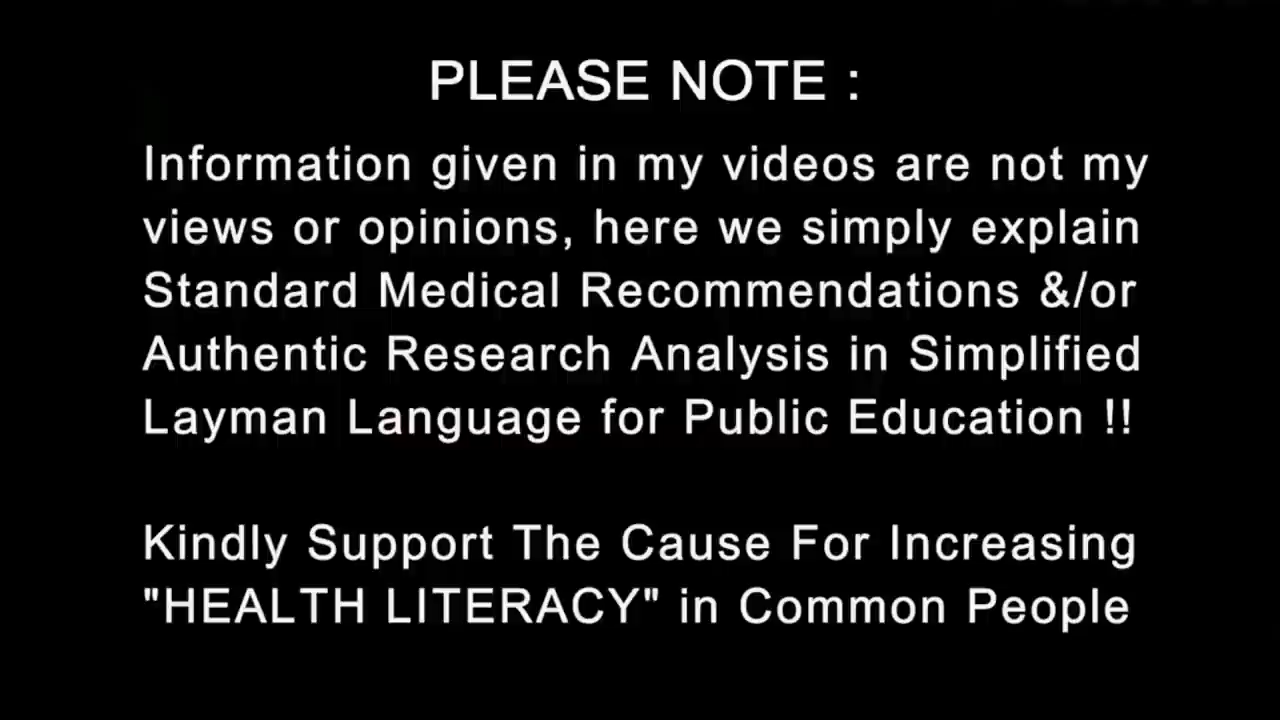 PLEASE NOTE :
Information given in my videos are not my
views or opinions, here we simply explain
Standard Medical Recommendations &/or
Authentic Research Analysis in Simplified
Layman Language for Public Education !!
Kindly Support The Cause For Increasing
"HEALTH LITERACY" in Common People